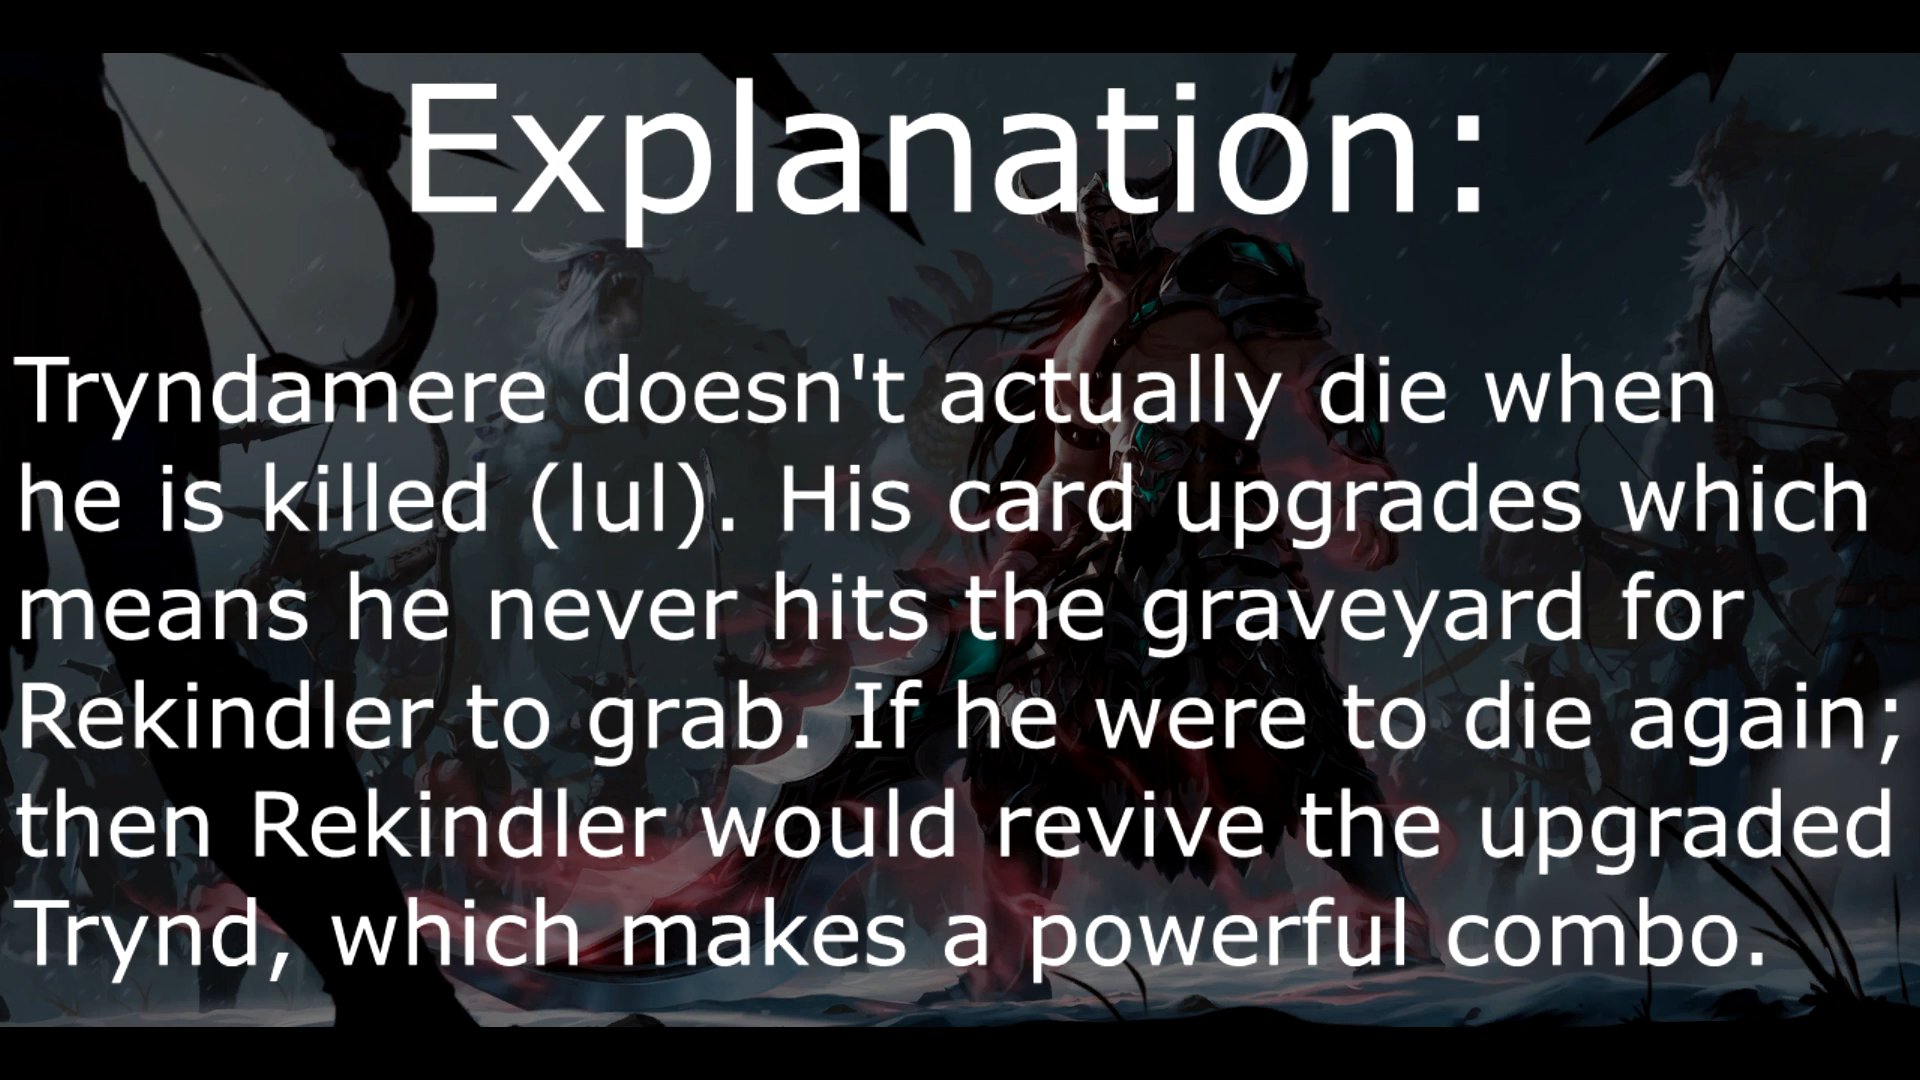 Explanation:
Tryndamere doesn't actually die when
he is killed (lul). His card upgrades which
means he never hits the graveyard for
Rekindler to grab. If he were to die again;
then Rekindler would revive the upgraded
Trynd, which makes a powerful combo.